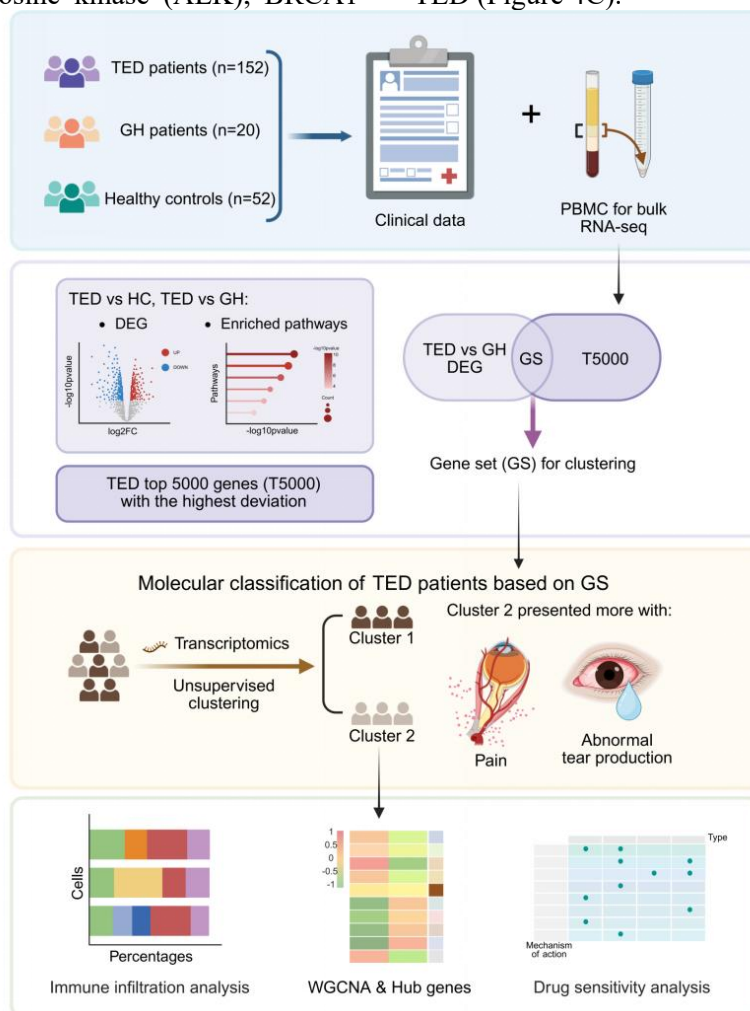 osine kinase (ALK), BRCA1 TED (Figure 4C).
TED patients (n=152)
GH patients (n=20)
Healthy controls (n=52)
Clinical data
+
PBMC for bulk
RNA-seq
TED vs HC, TED vs GH:
• DEG
• Enriched pathways
-log10pvalue
UP
DOWN
log2FC
Pathways
-log10pvalue
10
8
6
4
Count
-log10pvalue
TED top 5000 genes (T5000)
with the highest deviation
TED vs GH
DEG
GS
T5000
Gene set (GS) for clustering
Molecular classification of TED patients based on GS
Transcriptomics
Unsupervised
clustering
Cluster 1
Cluster 2
Cluster 2 presented more with:
Pain
Abnormal
tear production
Cells
Percentages
Immune infiltration analysis
1
0.5
0
-0.5
-1
WGCNA & Hub genes
Type
Mechanism
of action
Drug sensitivity analysis